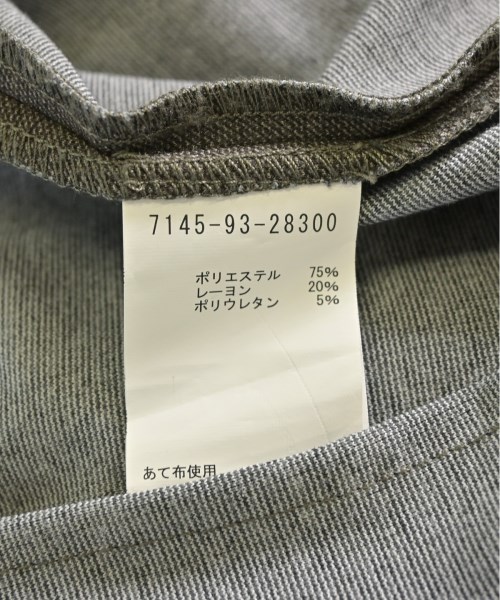 7145-93-28300
ポリエステル 75%
レーヨン 20%
ポリウレタン 5%
あて布使用